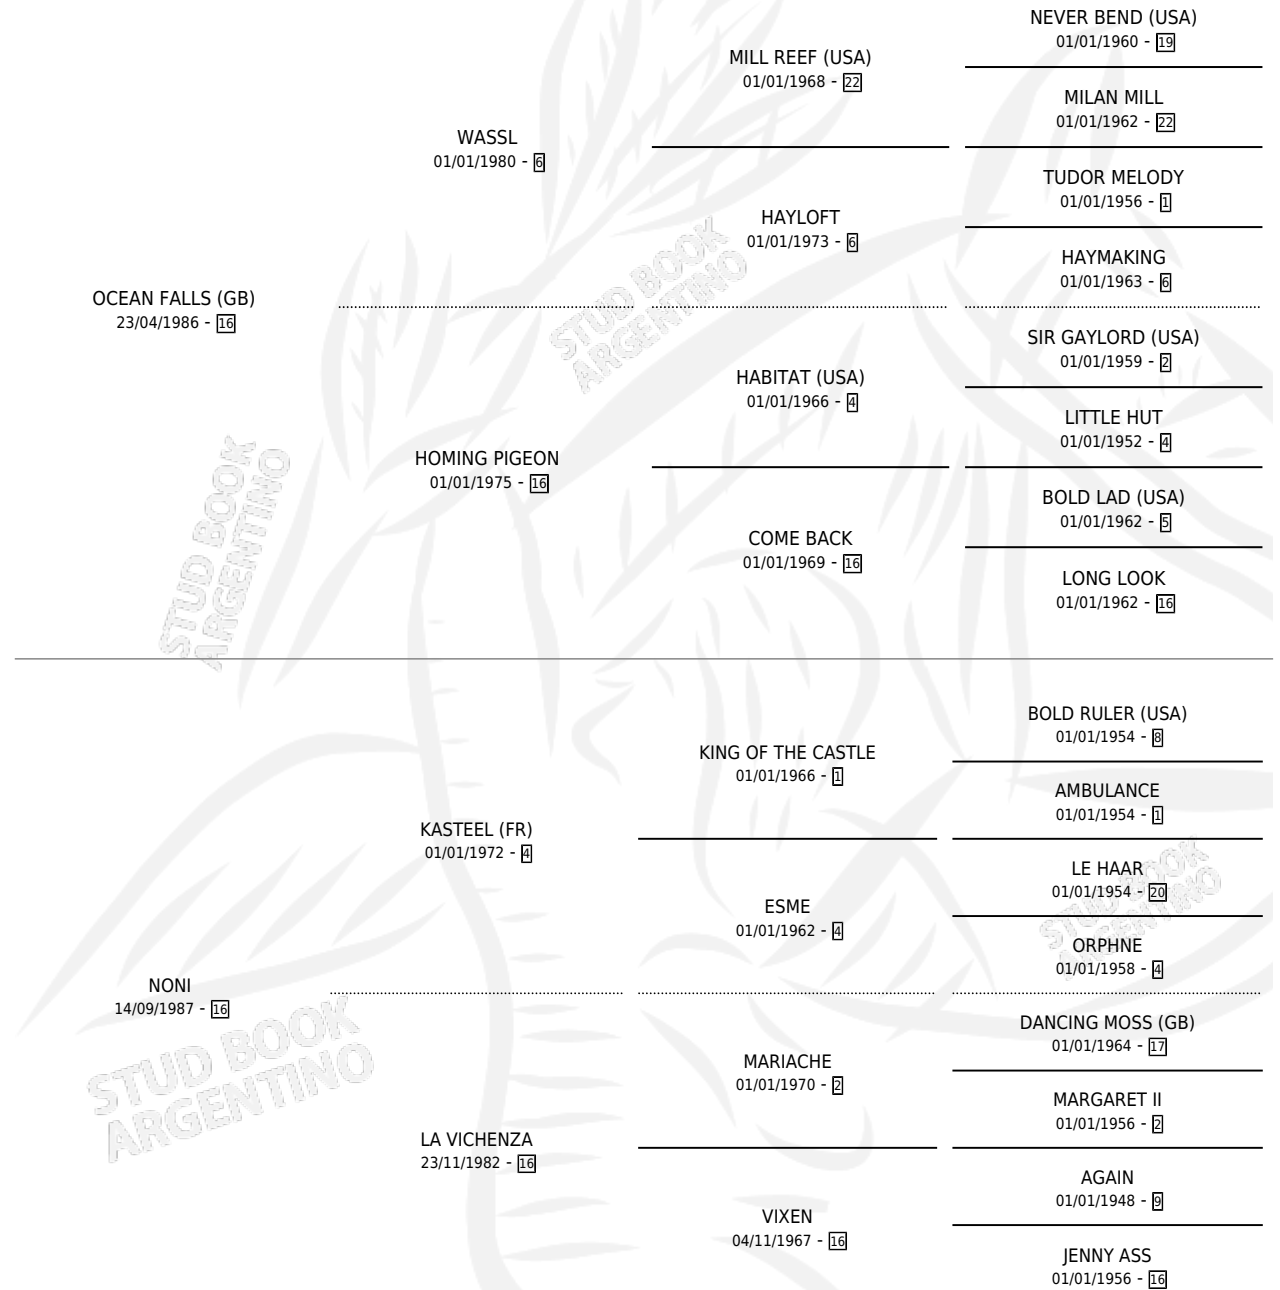 NEVER BEND (USA)
01/01/1960 - 19
MILL REEF (USA)
01/01/1968 - 22
MILAN MILL
01/01/1962 - 22
WASSL
01/01/1980 - 6
TUDOR MELODY
01/01/1956 - 1
HAYLOFT
01/01/1973 - 6
HAYMAKING
01/01/1963 - 6
OCEAN FALLS (GB)
23/04/1986 - 16
SIR GAYLORD (USA)
01/01/1959 - 2
HABITAT (USA)
01/01/1966 - 4
LITTLE HUT
01/01/1952 - 4
HOMING PIGEON
01/01/1975 - 16
BOLD LAD (USA)
01/01/1962 - 5
COME BACK
01/01/1969 - 16
LONG LOOK
01/01/1962 - 16
BOLD RULER (USA)
01/01/1954 - 8
KING OF THE CASTLE
01/01/1966 - 1
AMBULANCE
01/01/1954 - 1
KASTEEL (FR)
01/01/1972 - 4
LE HAAR
01/01/1954 - 20
ESME
01/01/1962 - 4
ORPHNE
01/01/1958 - 4
NONI
14/09/1987 - 16
DANCING MOSS (GB)
01/01/1964 - 17
MARIACHE
01/01/1970 - 2
MARGARET II
01/01/1956 - 2
LA VICHENZA
23/11/1982 - 16
AGAIN
01/01/1948 - 9
VIXEN
04/11/1967 - 16
JENNY ASS
01/01/1956 - 16
STUD BOOK
ARGENTINO
STUD BOOK
ARGENTINO
STUD BOOK
ARGENTINO
STUD BOOK
ARGENTINO